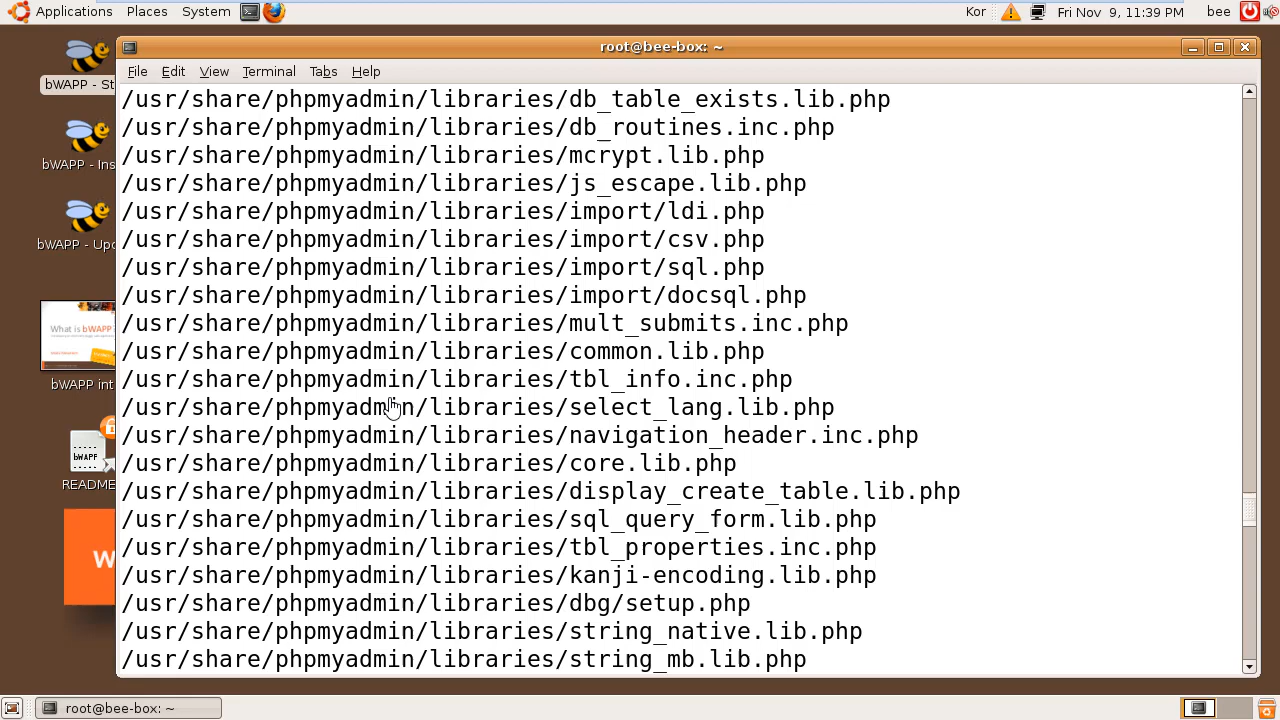 Applications Places System Kor Fri Nov 9, 11:39 PM bee
root@bee-box: ~
File Edit View Terminal Tabs Help
/usr/share/phpmyadmin/libraries/db_table_exists.lib.php
/usr/share/phpmyadmin/libraries/db_routines.inc.php
/usr/share/phpmyadmin/libraries/mcrypt.lib.php
/usr/share/phpmyadmin/libraries/js_escape.lib.php
/usr/share/phpmyadmin/libraries/import/ldi.php
/usr/share/phpmyadmin/libraries/import/csv.php
/usr/share/phpmyadmin/libraries/import/sql.php
/usr/share/phpmyadmin/libraries/import/docsql.php
/usr/share/phpmyadmin/libraries/mult_submits.inc.php
/usr/share/phpmyadmin/libraries/common.lib.php
/usr/share/phpmyadmin/libraries/tbl_info.inc.php
/usr/share/phpmyadmin/libraries/select_lang.lib.php
/usr/share/phpmyadmin/libraries/navigation_header.inc.php
/usr/share/phpmyadmin/libraries/core.lib.php
/usr/share/phpmyadmin/libraries/display_create_table.lib.php
/usr/share/phpmyadmin/libraries/sql_query_form.lib.php
/usr/share/phpmyadmin/libraries/tbl_properties.inc.php
/usr/share/phpmyadmin/libraries/kanji-encoding.lib.php
/usr/share/phpmyadmin/libraries/dbg/setup.php
/usr/share/phpmyadmin/libraries/string_native.lib.php
/usr/share/phpmyadmin/libraries/string_mb.lib.php
bWAPP - St
bWAPP - Ins
bWAPP - Upd
What is bWAPP?
bWAPP int
bWAPP
README
w
root@bee-box: ~